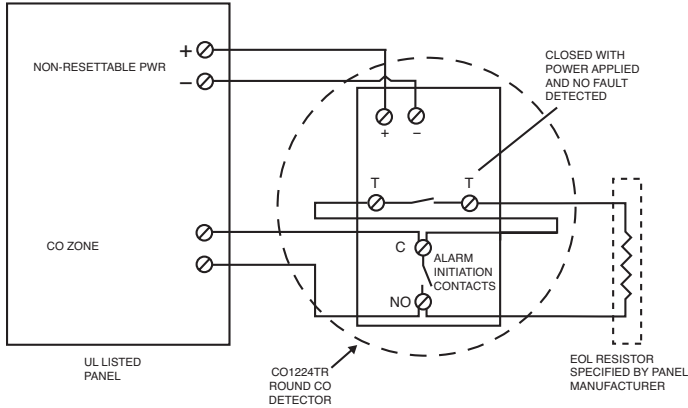 CLOSED WITH
POWER APPLIED
AND NO FAULT
DETECTED
NON-RESETTABLE PWR
+
–
+
–
T
T
CO ZONE
C
ALARM
INITIATION
CONTACTS
NO
UL LISTED
PANEL
CO1224TR
ROUND CO
DETECTOR
EOL RESISTOR
SPECIFIED BY PANEL
MANUFACTURER